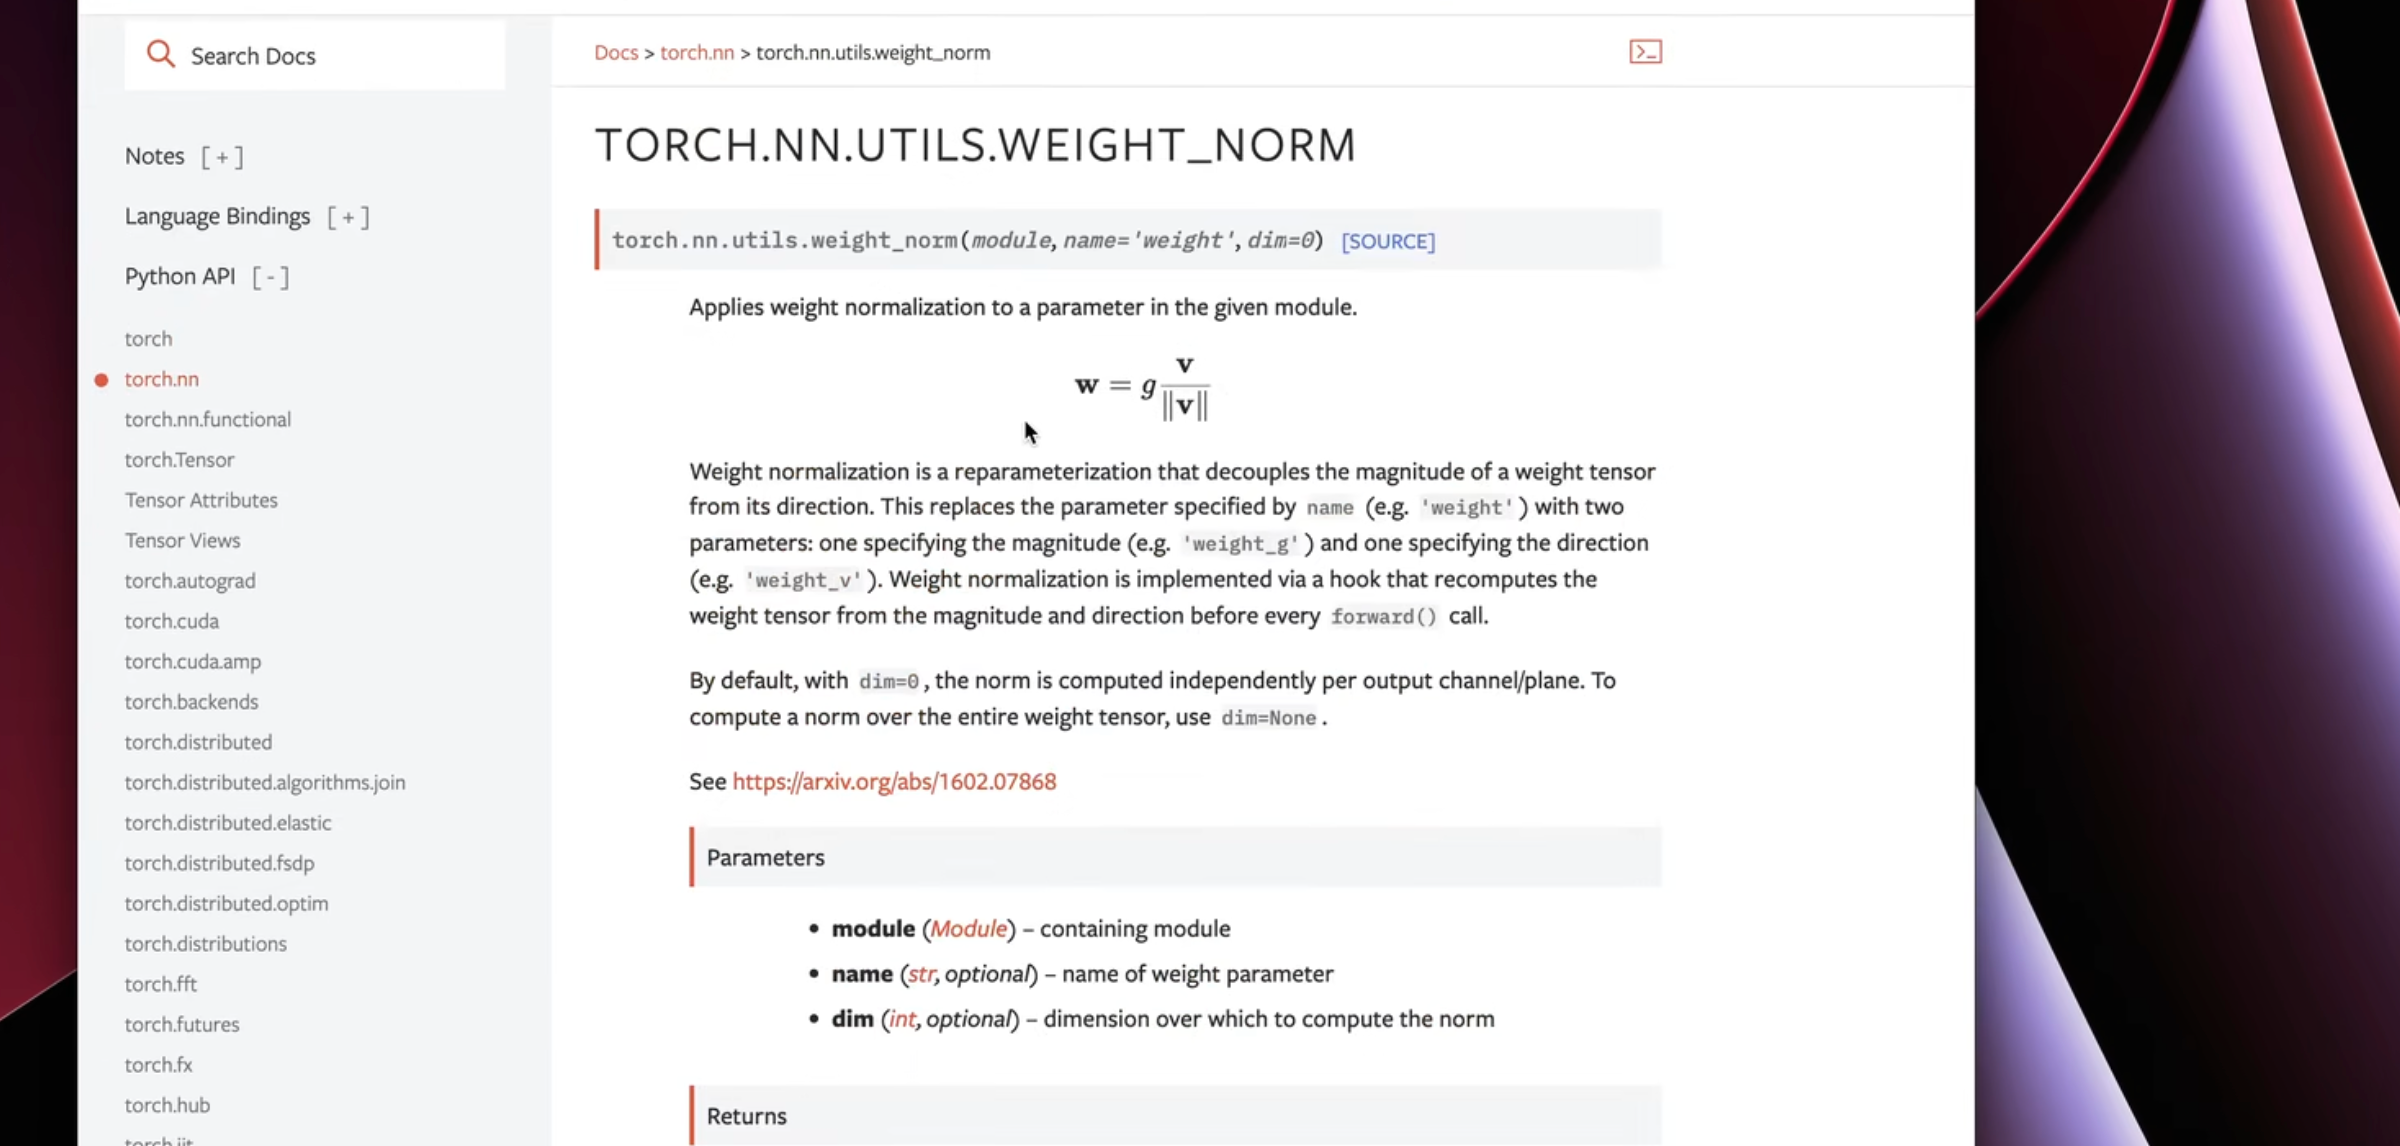 Search Docs
Notes [ + ]
Language Bindings [ + ]
Python API [ - ]
torch
torch.nn
torch.nn.functional
torch.Tensor
Tensor Attributes
Tensor Views
torch.autograd
torch.cuda
torch.cuda.amp
torch.backends
torch.distributed
torch.distributed.algorithms.join
torch.distributed.elastic
torch.distributed.fsdp
torch.distributed.optim
torch.distributions
torch.fft
torch.futures
torch.fx
torch.hub
torch.jit
Docs > torch.nn > torch.nn.utils.weight_norm
TORCH.NN.UTILS.WEIGHT_NORM
torch.nn.utils.weight_norm(module, name='weight', dim=0) [SOURCE]
Applies weight normalization to a parameter in the given module.
w = g v / ‖v‖
Weight normalization is a reparameterization that decouples the magnitude of a weight tensor
from its direction. This replaces the parameter specified by name (e.g. 'weight') with two
parameters: one specifying the magnitude (e.g. 'weight_g') and one specifying the direction
(e.g. 'weight_v'). Weight normalization is implemented via a hook that recomputes the
weight tensor from the magnitude and direction before every forward() call.
By default, with dim=0, the norm is computed independently per output channel/plane. To
compute a norm over the entire weight tensor, use dim=None.
See https://arxiv.org/abs/1602.07868
Parameters
• module (Module) – containing module
• name (str, optional) – name of weight parameter
• dim (int, optional) – dimension over which to compute the norm
Returns